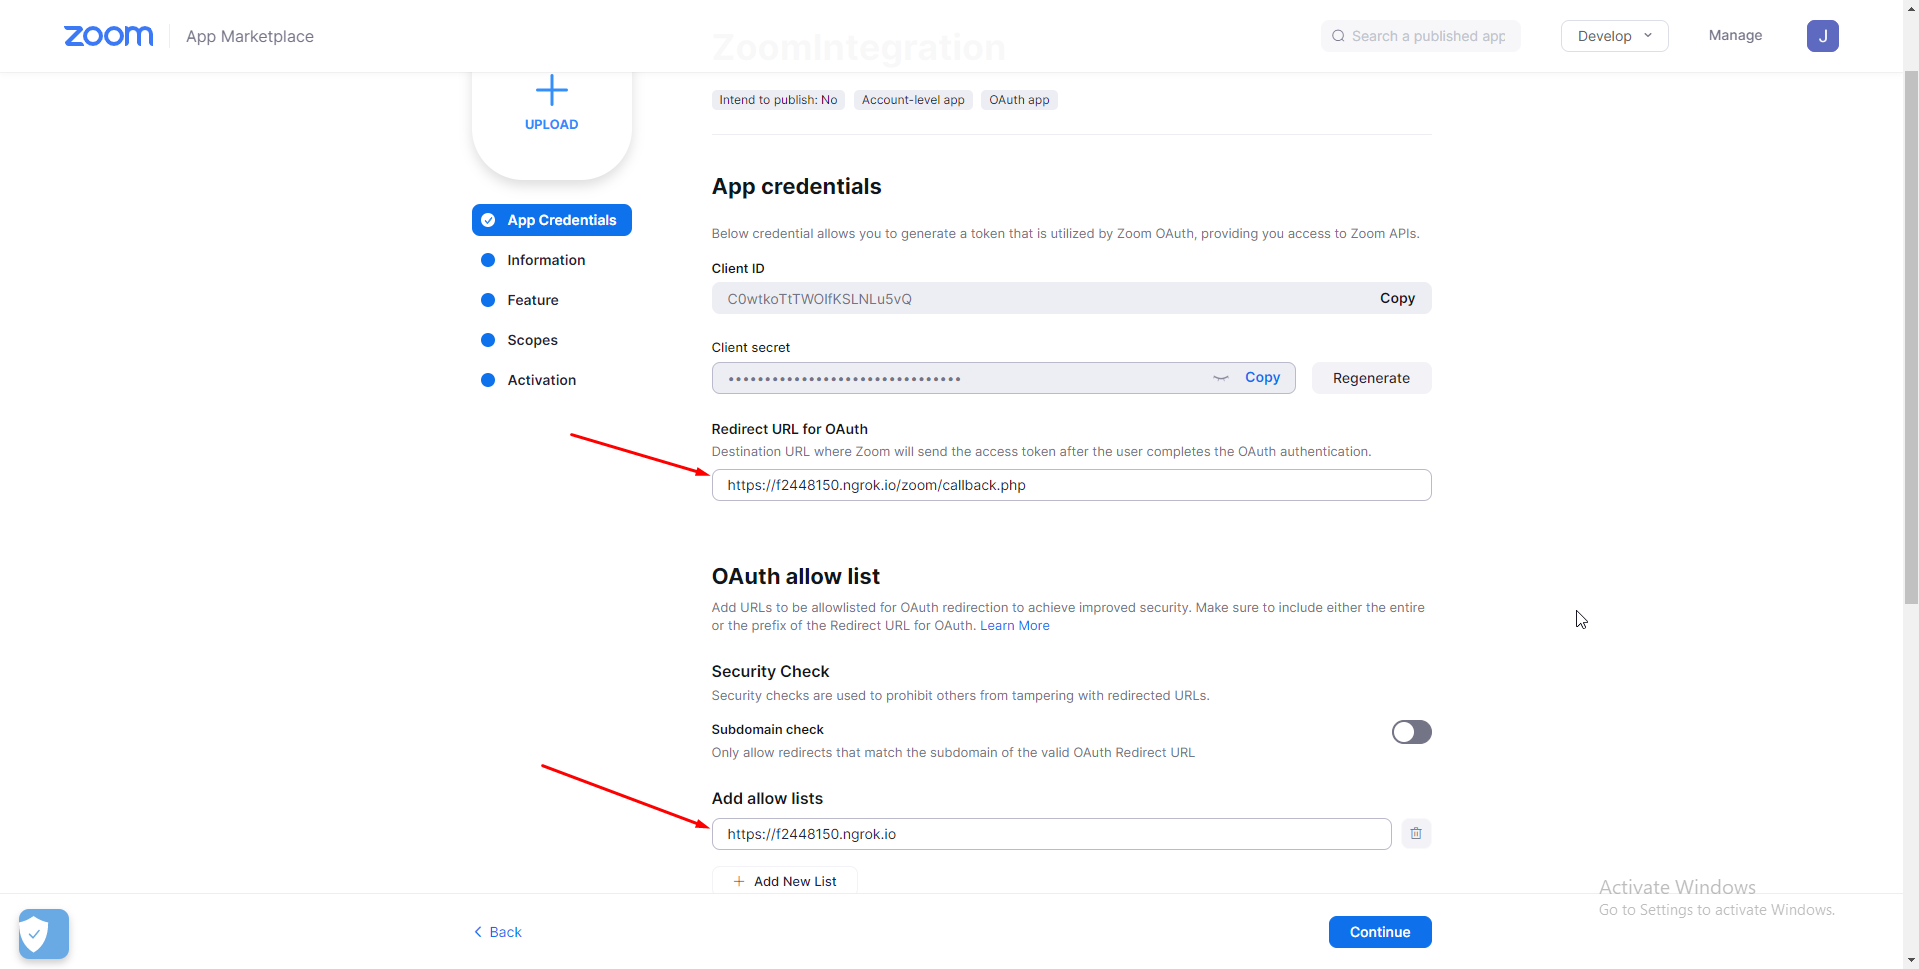 zoom
App Marketplace
ZoomIntegration
Search a published app
Develop
Manage
J
UPLOAD
Intend to publish: No
Account-level app
OAuth app
App credentials
App Credentials
Information
Feature
Scopes
Activation
Below credential allows you to generate a token that is utilized by Zoom OAuth, providing you access to Zoom APIs.
Client ID
C0wtkoTtTWOlfKSLNLu5vQ
Copy
Client secret
Copy
Regenerate
Redirect URL for OAuth
Destination URL where Zoom will send the access token after the user completes the OAuth authentication.
https://f2448150.ngrok.io/zoom/callback.php
OAuth allow list
Add URLs to be allowlisted for OAuth redirection to achieve improved security. Make sure to include either the entire
or the prefix of the Redirect URL for OAuth. Learn More
Security Check
Security checks are used to prohibit others from tampering with redirected URLs.
Subdomain check
Only allow redirects that match the subdomain of the valid OAuth Redirect URL
Add allow lists
https://f2448150.ngrok.io
Add New List
Activate Windows
Go to Settings to activate Windows.
Back
Continue